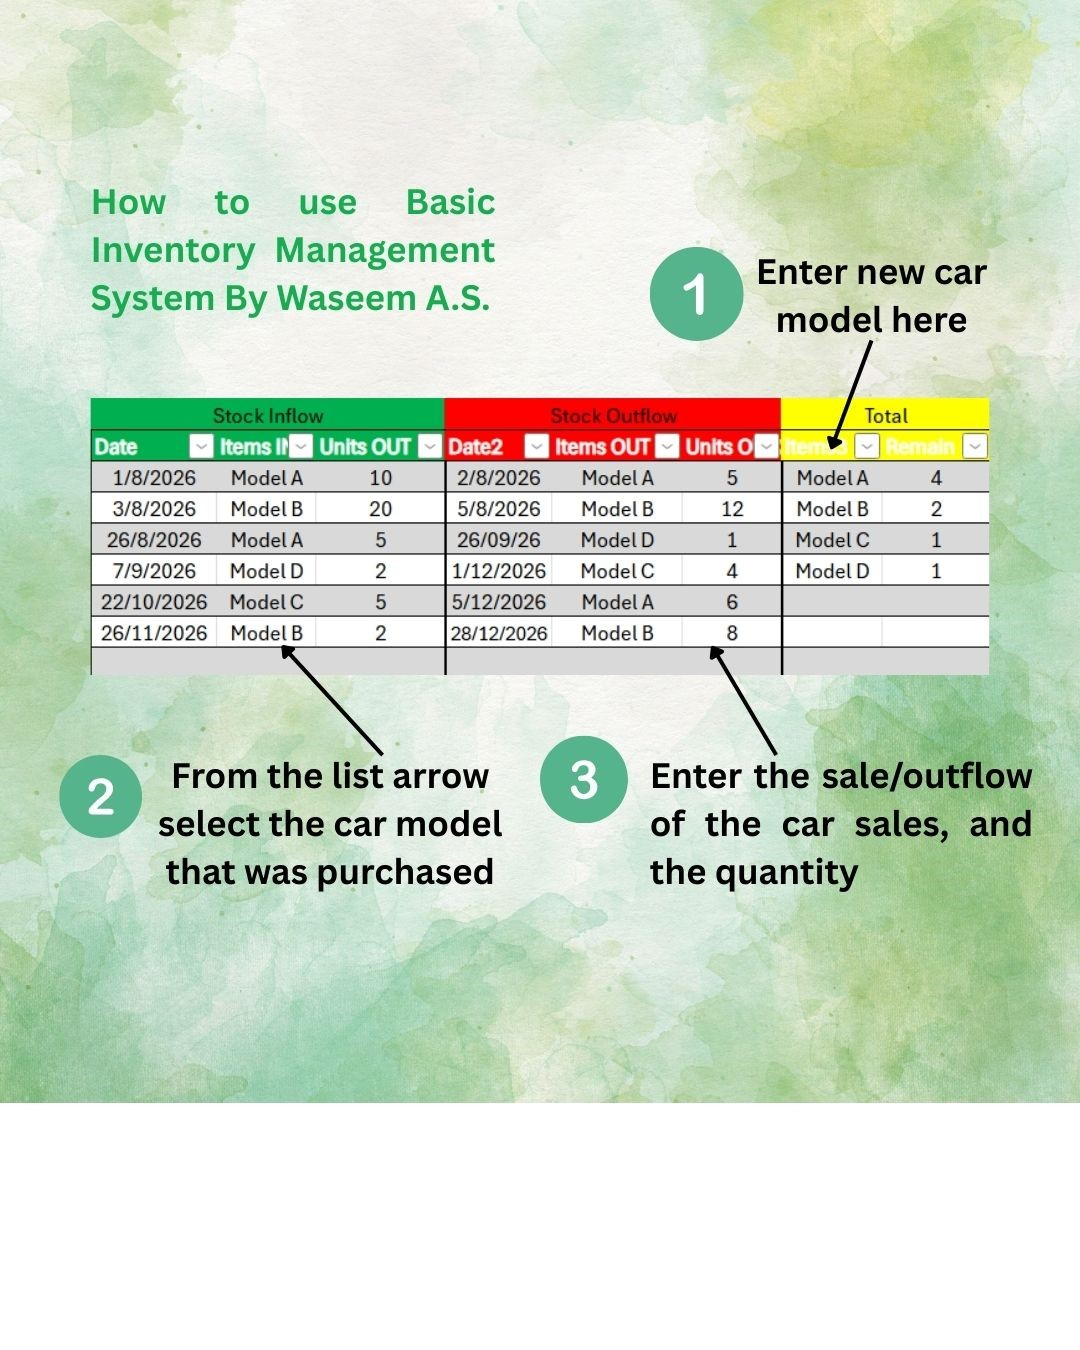 How to use Basic
Inventory Management
System By Waseem A.S.
1
Enter new car
model here
Stock Inflow Stock Outflow Total
Date Items IN Units OUT Date2 Items OUT Units O Items Remain
1/8/2026 Model A 10 2/8/2026 Model A 5 Model A 4
3/8/2026 Model B 20 5/8/2026 Model B 12 Model B 2
26/8/2026 Model A 5 26/09/26 Model D 1 Model C 1
7/9/2026 Model D 2 1/12/2026 Model C 4 Model D 1
22/10/2026 Model C 5 5/12/2026 Model A 6
26/11/2026 Model B 2 28/12/2026 Model B 8
2
From the list arrow
select the car model
that was purchased
3
Enter the sale/outflow
of the car sales, and
the quantity